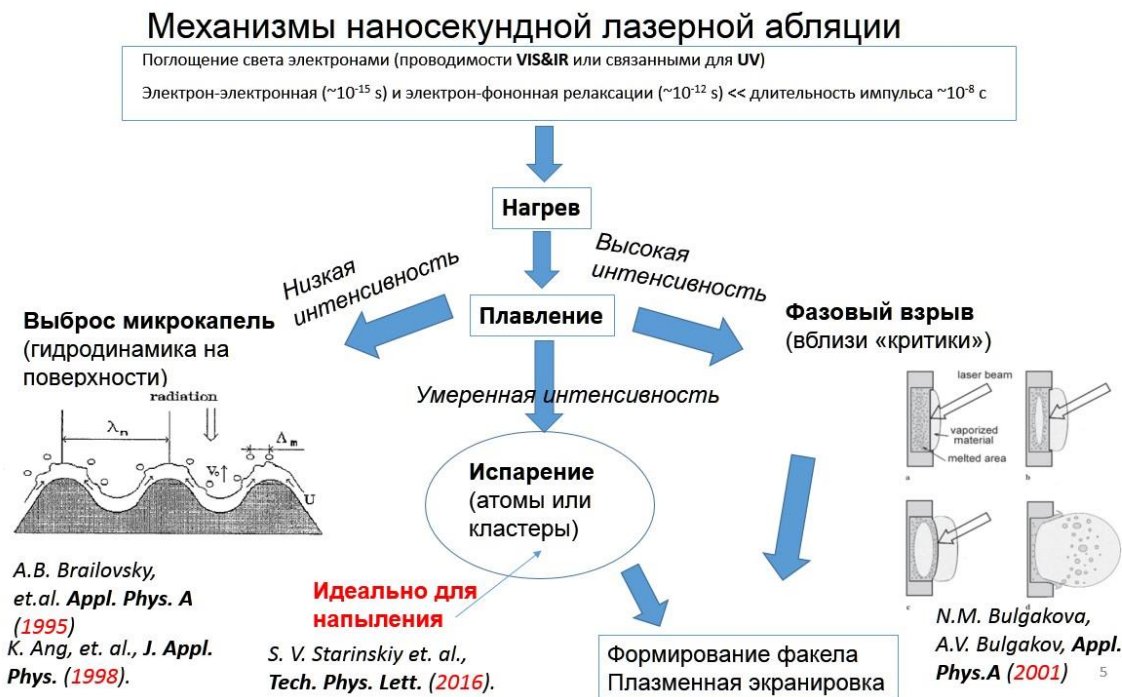 Механизмы наносекундной лазерной абляции
Поглощение света электронами (проводимости VIS&IR или связанными для UV)
Электрон-электронная (~10⁻¹⁵ s) и электрон-фононная релаксации (~10⁻¹² s) << длительность импульса ~10⁻⁸ с
Нагрев
Низкая
интенсивность
Высокая
интенсивность
Плавление
Выброс микрокапель
(гидродинамика на
поверхности)
Фазовый взрыв
(вблизи «критики»)
Умеренная интенсивность
radiation
λₙ
Λₘ
V₀
U
Испарение
(атомы или
кластеры)
laser beam
vaporized
material
melted area
a
b
c
d
A.B. Brailovsky,
et.al. Appl. Phys. A
(1995)
K. Ang, et. al., J. Appl.
Phys. (1998).
Идеально для
напыления
S. V. Starinskiy et. al.,
Tech. Phys. Lett. (2016).
Формирование факела
Плазменная экранировка
N.M. Bulgakova,
A.V. Bulgakov, Appl.
Phys.A (2001)
5